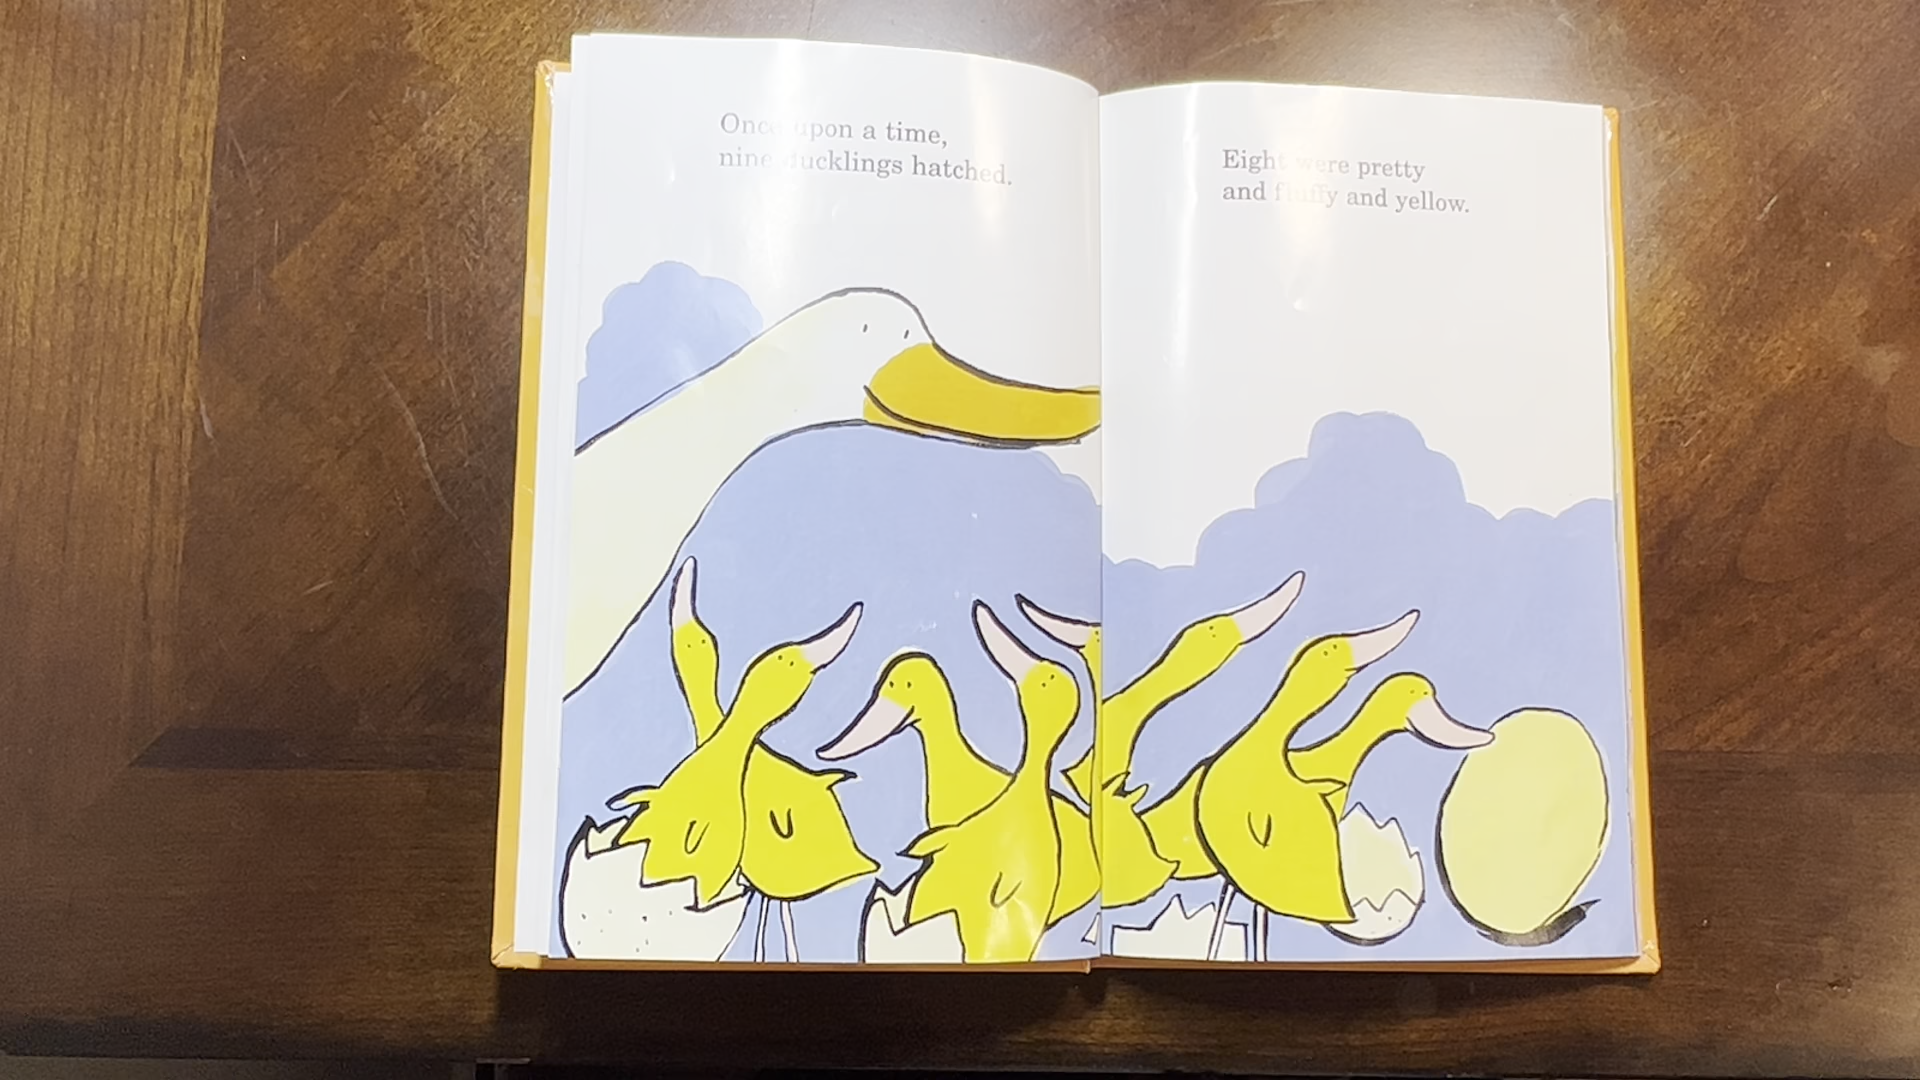 Once upon a time,
nine ducklings hatched.
Eight were pretty
and fluffy and yellow.